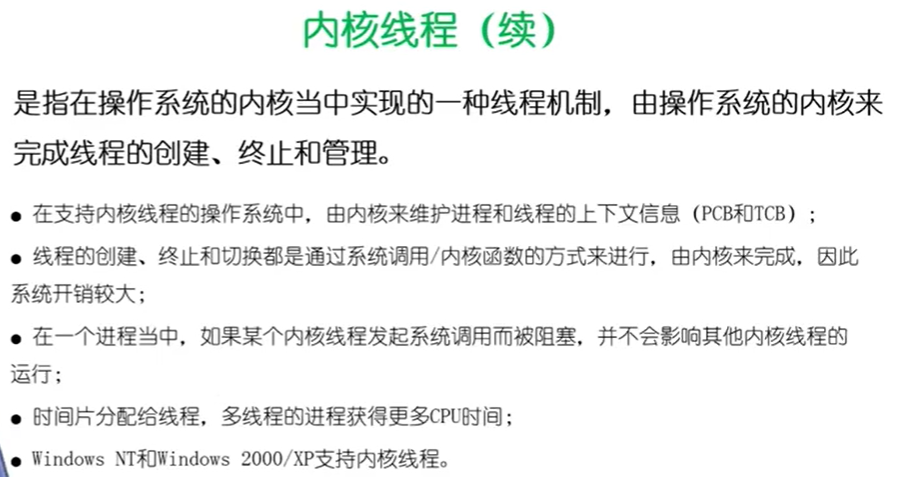 内核线程（续）
是指在操作系统的内核当中实现的一种线程机制，由操作系统的内核来
完成线程的创建、终止和管理。
● 在支持内核线程的操作系统中，由内核来维护进程和线程的上下文信息（PCB和TCB）；
● 线程的创建、终止和切换都是通过系统调用/内核函数的方式来进行，由内核来完成，因此
系统开销较大；
● 在一个进程当中，如果某个内核线程发起系统调用而被阻塞，并不会影响其他内核线程的
运行；
● 时间片分配给线程，多线程的进程获得更多CPU时间；
● Windows NT和Windows 2000/XP支持内核线程。